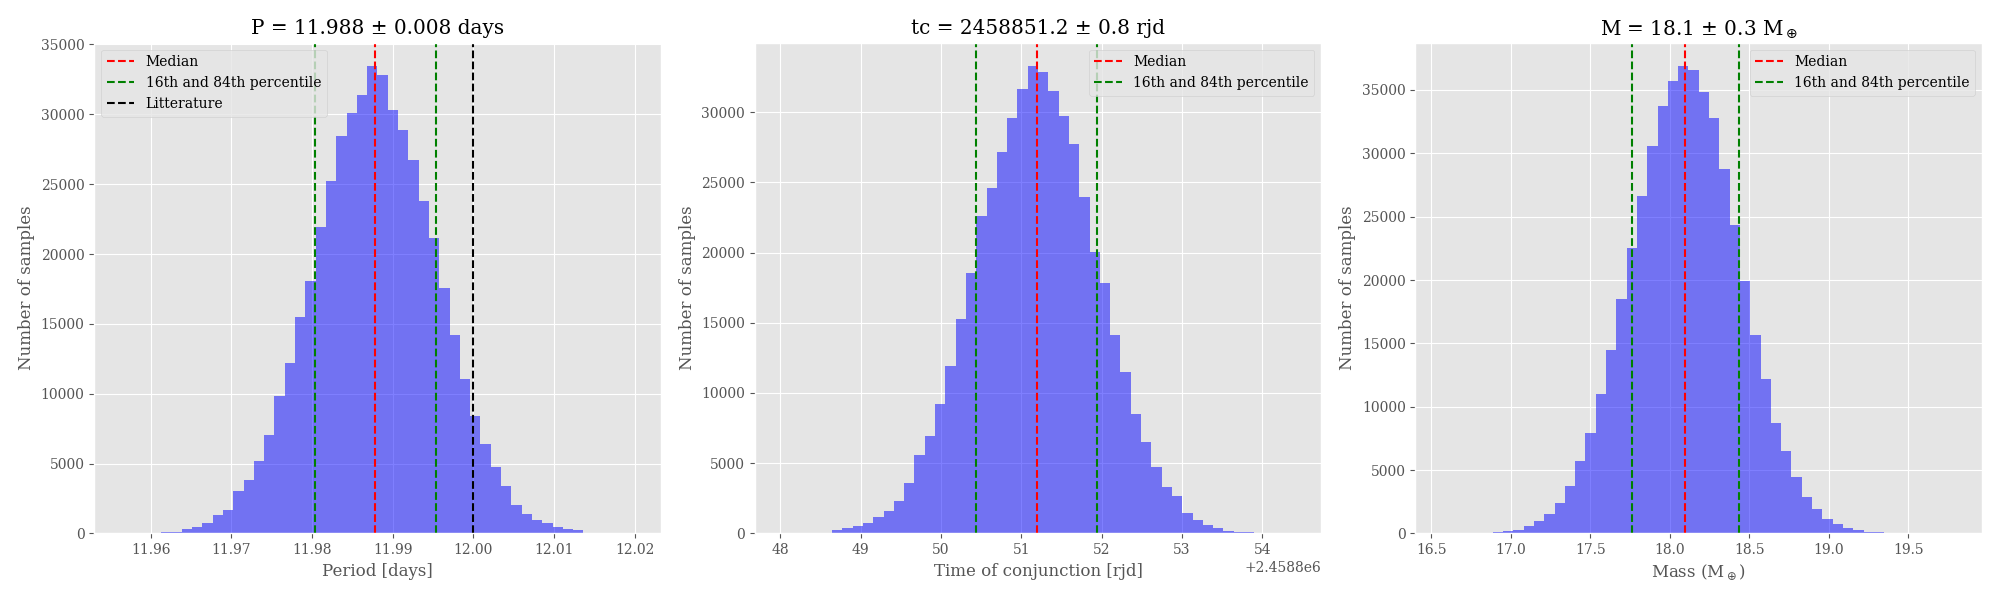 P = 11.988 ± 0.008 days
Median
16th and 84th percentile
Litterature
35000
30000
25000
20000
15000
10000
5000
0
Number of samples
11.96 11.97 11.98 11.99 12.00 12.01 12.02
Period [days]
tc = 2458851.2 ± 0.8 rjd
Median
16th and 84th percentile
30000
25000
20000
15000
10000
5000
0
Number of samples
48 49 50 51 52 53 54
+2.4588e6
Time of conjunction [rjd]
M = 18.1 ± 0.3 M⊕
Median
16th and 84th percentile
35000
30000
25000
20000
15000
10000
5000
0
Number of samples
16.5 17.0 17.5 18.0 18.5 19.0 19.5
Mass (M⊕)